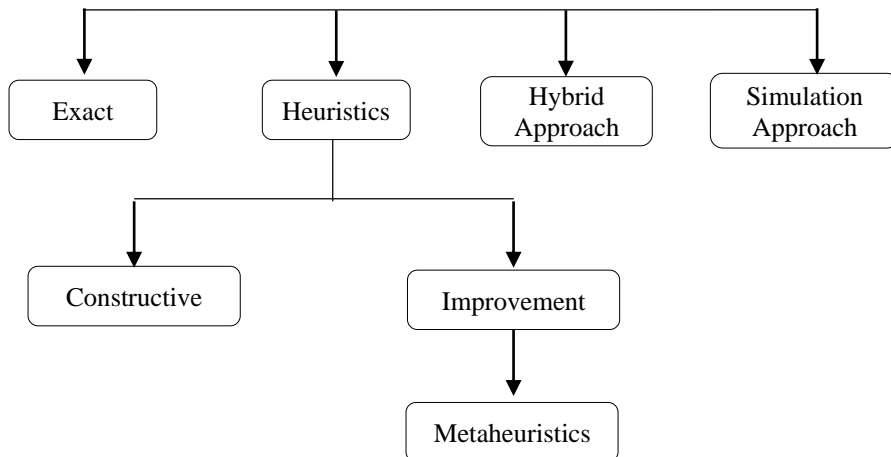 Exact
Heuristics
Hybrid
Approach
Simulation
Approach
Constructive
Improvement
Metaheuristics